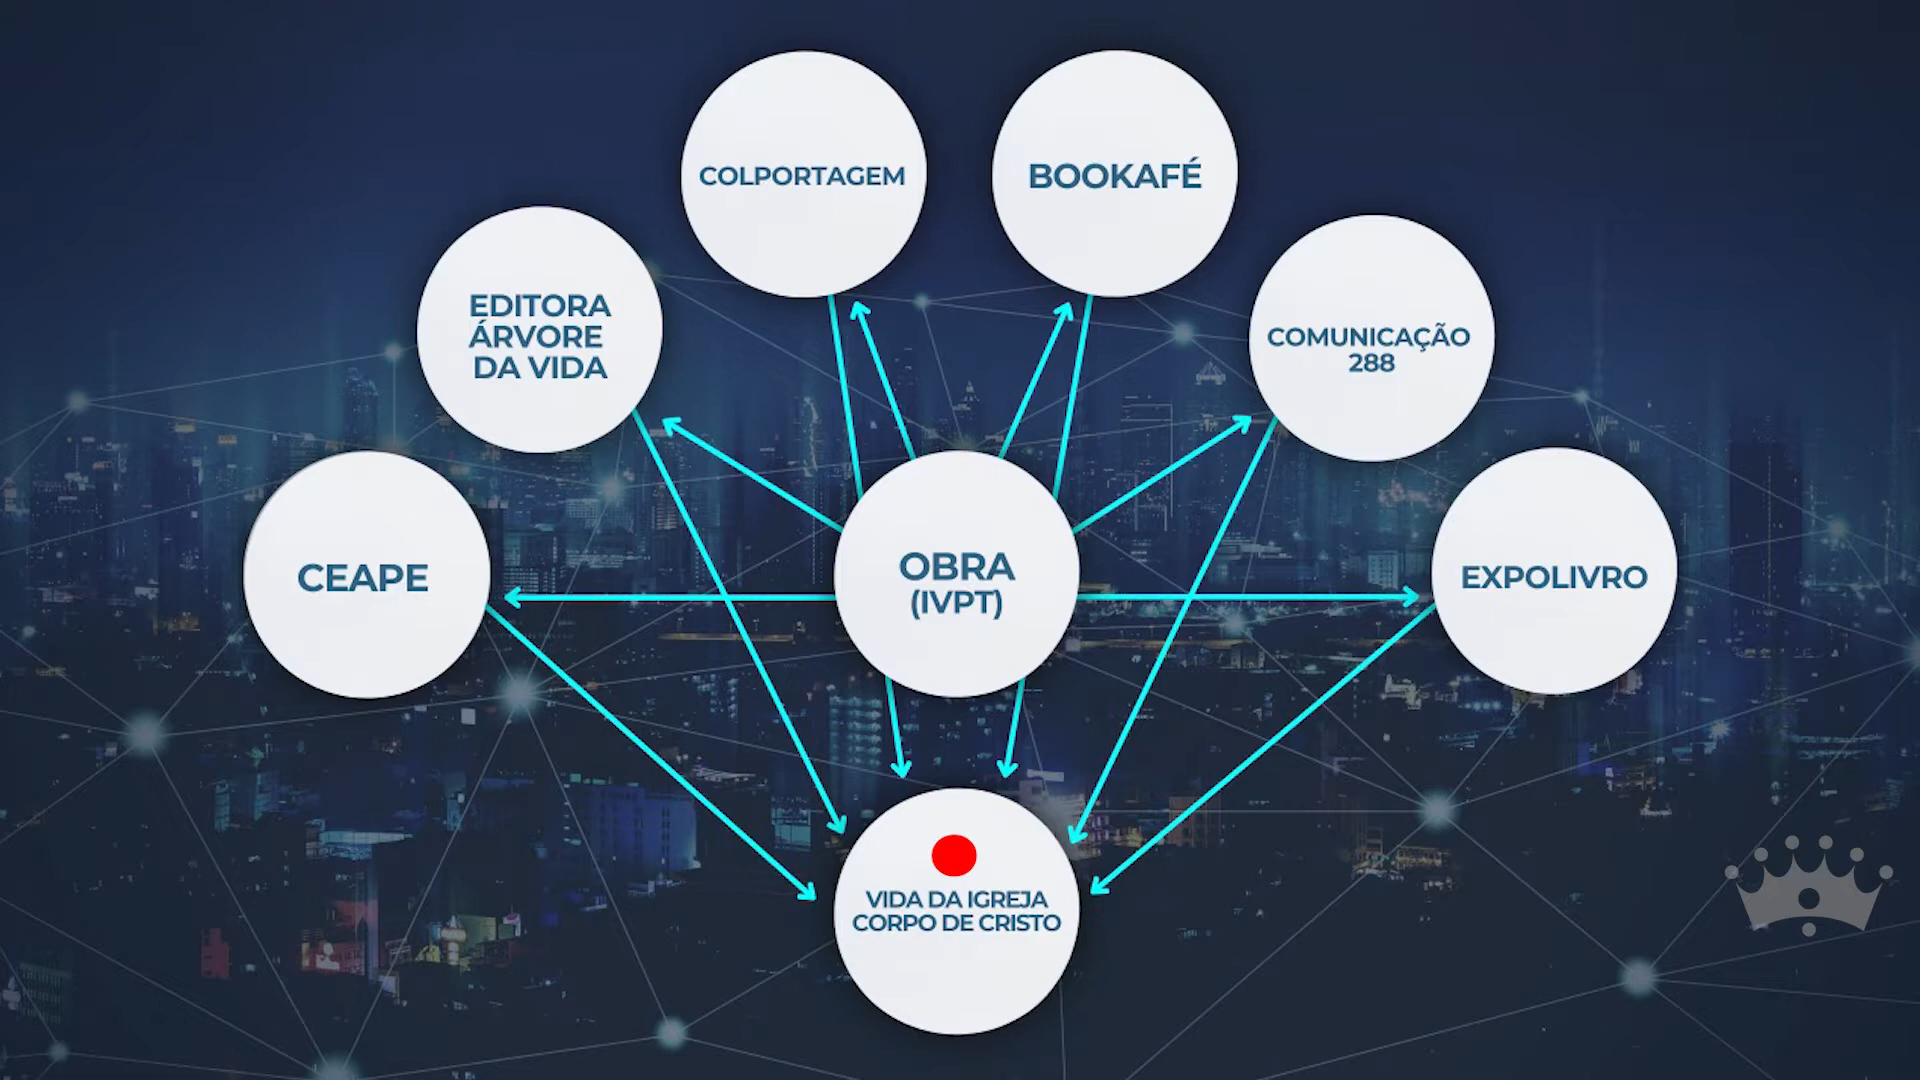 COLPORTAGEM
BOOKAFÉ
EDITORA
ÁRVORE
DA VIDA
COMUNICAÇÃO
288
CEAPE
OBRA
(IVPT)
EXPOLIVRO
VIDA DA IGREJA
CORPO DE CRISTO